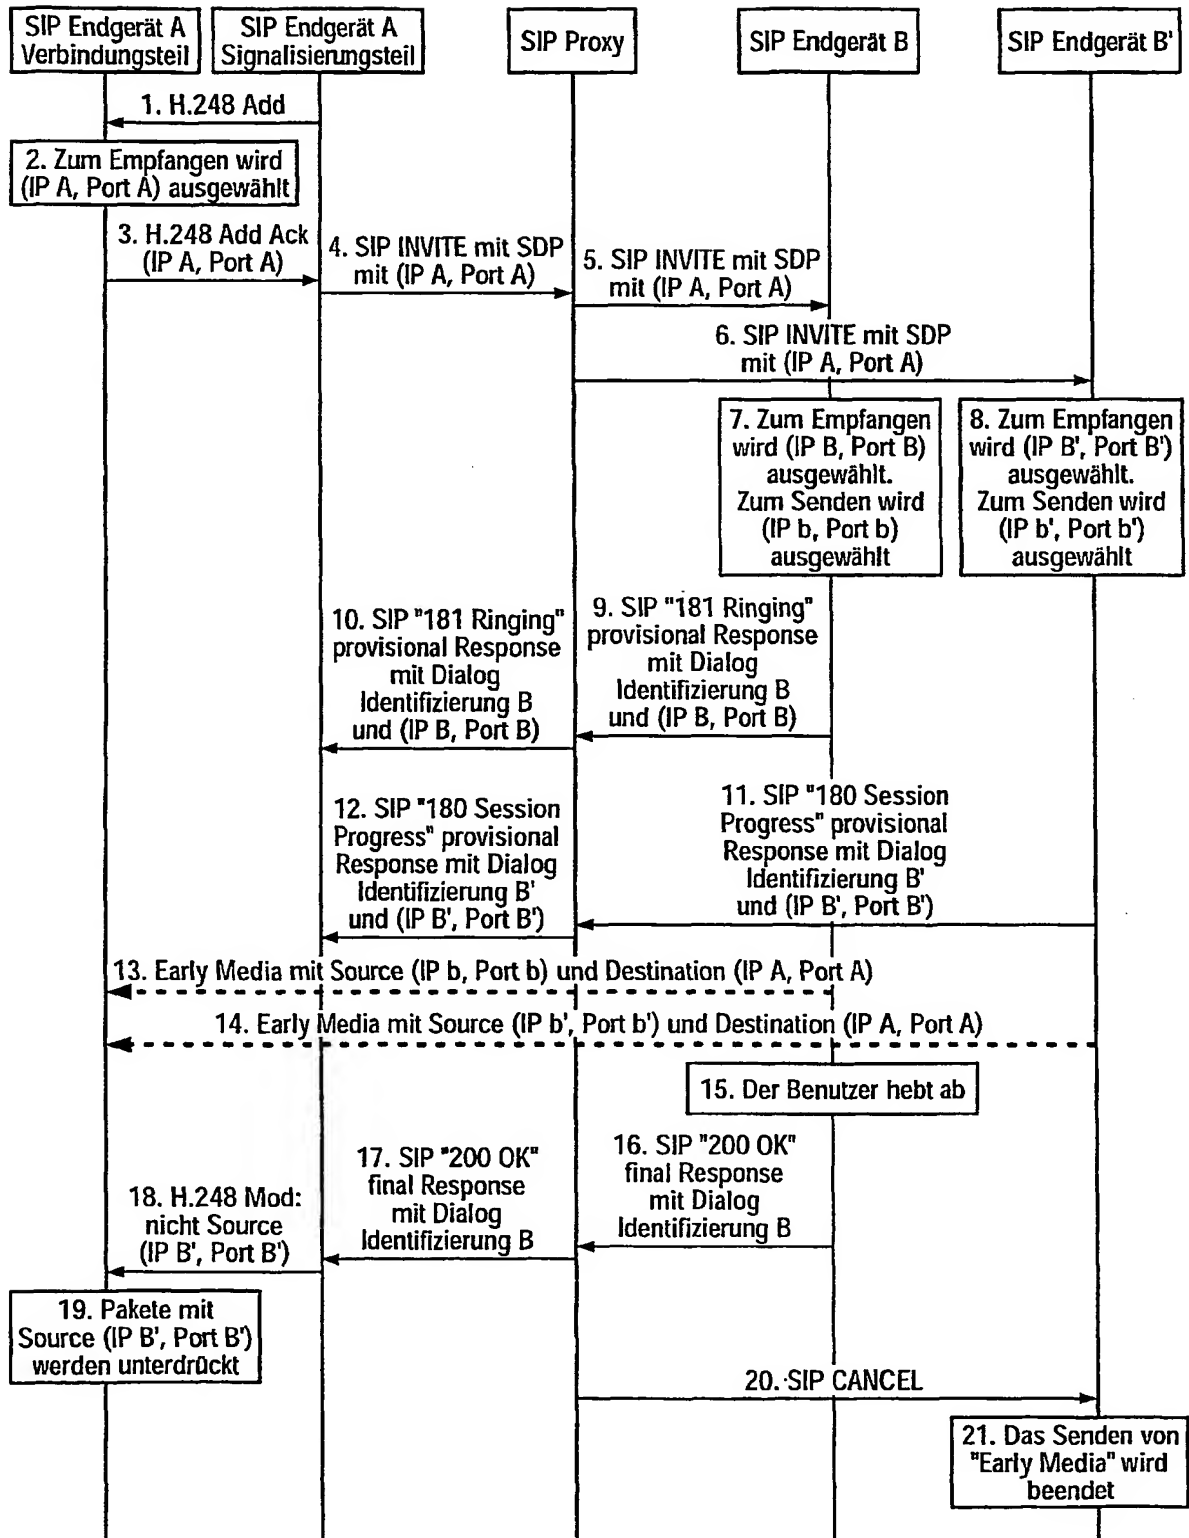 SIP Endgerät A
Verbindungsteil
SIP Endgerät A
Signalisierungsteil
SIP Proxy
SIP Endgerät B
SIP Endgerät B'
1. H.248 Add
2. Zum Empfangen wird
(IP A, Port A) ausgewählt
3. H.248 Add Ack
(IP A, Port A)
4. SIP INVITE mit SDP
mit (IP A, Port A)
5. SIP INVITE mit SDP
mit (IP A, Port A)
6. SIP INVITE mit SDP
mit (IP A, Port A)
7. Zum Empfangen
wird (IP B, Port B)
ausgewählt.
Zum Senden wird
(IP b, Port b)
ausgewählt
8. Zum Empfangen
wird (IP B', Port B')
ausgewählt.
Zum Senden wird
(IP b', Port b')
ausgewählt
9. SIP "181 Ringing"
provisional Response
mit Dialog
Identifizierung B
und (IP B, Port B)
10. SIP "181 Ringing"
provisional Response
mit Dialog
Identifizierung B
und (IP B, Port B)
11. SIP "180 Session
Progress" provisional
Response mit Dialog
Identifizierung B'
und (IP B', Port B')
12. SIP "180 Session
Progress" provisional
Response mit Dialog
Identifizierung B'
und (IP B', Port B')
13. Early Media mit Source (IP b, Port b) und Destination (IP A, Port A)
14. Early Media mit Source (IP b', Port b') und Destination (IP A, Port A)
15. Der Benutzer hebt ab
16. SIP "200 OK"
final Response
mit Dialog
Identifizierung B
17. SIP "200 OK"
final Response
mit Dialog
Identifizierung B
18. H.248 Mod:
nicht Source
(IP B', Port B')
19. Pakete mit
Source (IP B', Port B')
werden unterdrückt
20. SIP CANCEL
21. Das Senden von
"Early Media" wird
beendet